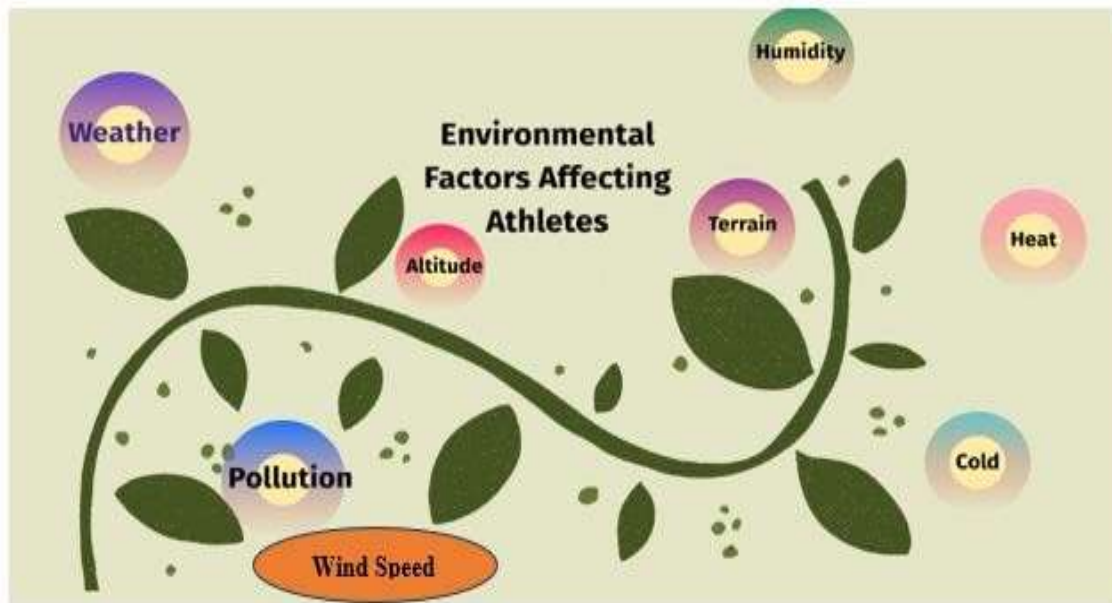 Humidity
Weather
Environmental
Factors Affecting
Athletes
Terrain
Heat
Altitude
Cold
Pollution
Wind Speed